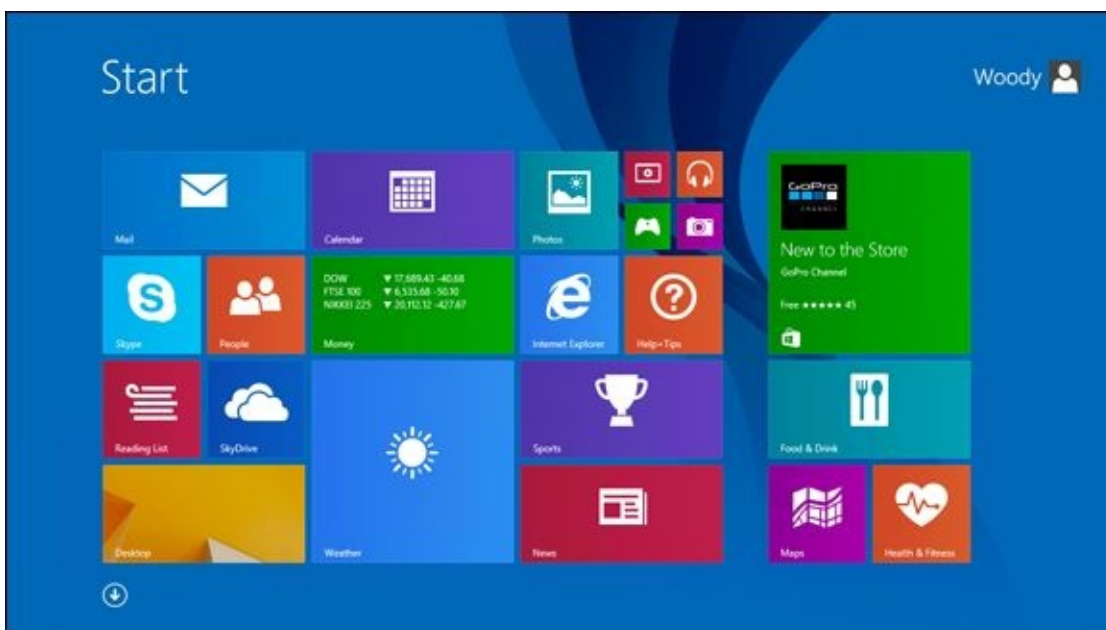 Start
Woody
Mail
Calendar
Photos
GoPro
CHANNEL
New to the Store
GoPro Channel
Free ★★★★★ 45
Skype
People
DOW ▼ 17,689.43 -40.68
FTSE 100 ▼ 6,535.68 -50.10
NIKKEI 225 ▼ 20,112.12 -427.67
Money
Internet Explorer
Help+Tips
Reading List
SkyDrive
Weather
Sports
Food & Drink
Desktop
News
Maps
Health & Fitness